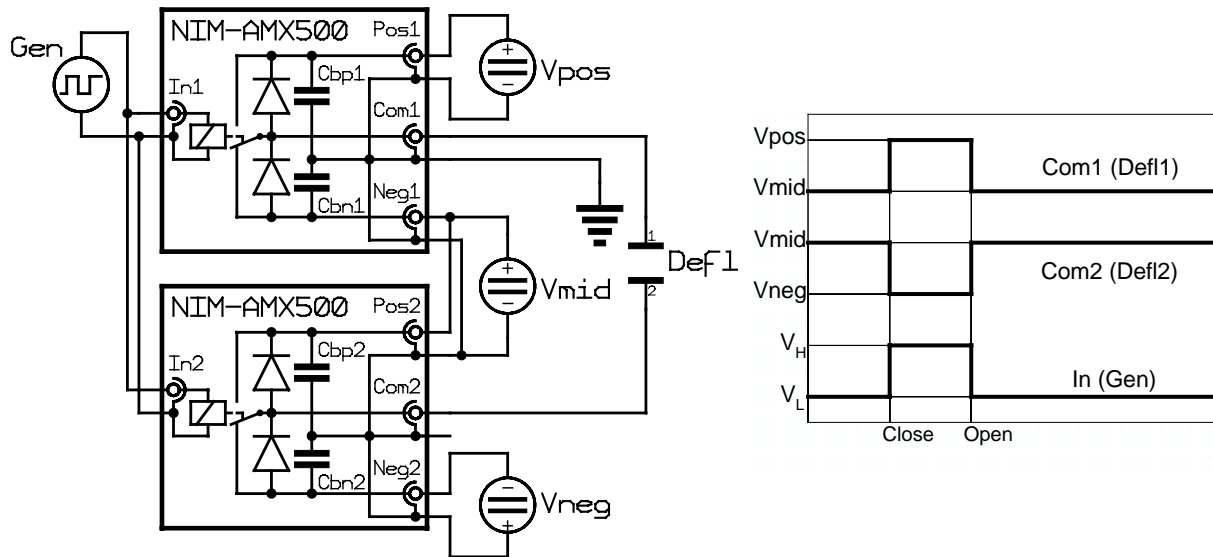 NIM-AMX500
Pos1
Gen
Cbp1
Vpos
In1
Com1
Cbn1
Neg1
1
Defl
2
Vmid
NIM-AMX500
Pos2
In2
Cbp2
Com2
Cbn2
Neg2
Vneg
Vpos
Com1 (Defl1)
Vmid
Vmid
Com2 (Defl2)
Vneg
VH
In (Gen)
VL
Close Open